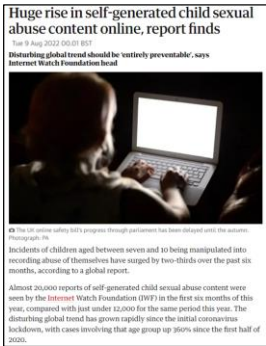 Huge rise in self-generated child sexual
abuse content online, report finds
Tue 9 Aug 2022 00.01 BST
Disturbing global trend should be 'entirely preventable', says
Internet Watch Foundation head
The UK online safety bill's progress through parliament has been delayed until the autumn.
Photograph: PA
Incidents of children aged between seven and 10 being manipulated into
recording abuse of themselves have surged by two-thirds over the past six
months, according to a global report.
Almost 20,000 reports of self-generated child sexual abuse content were
seen by the Internet Watch Foundation (IWF) in the first six months of this
year, compared with just under 12,000 for the same period this year. The
disturbing global trend has grown rapidly since the initial coronavirus
lockdown, with cases involving that age group up 360% since the first half of
2020.